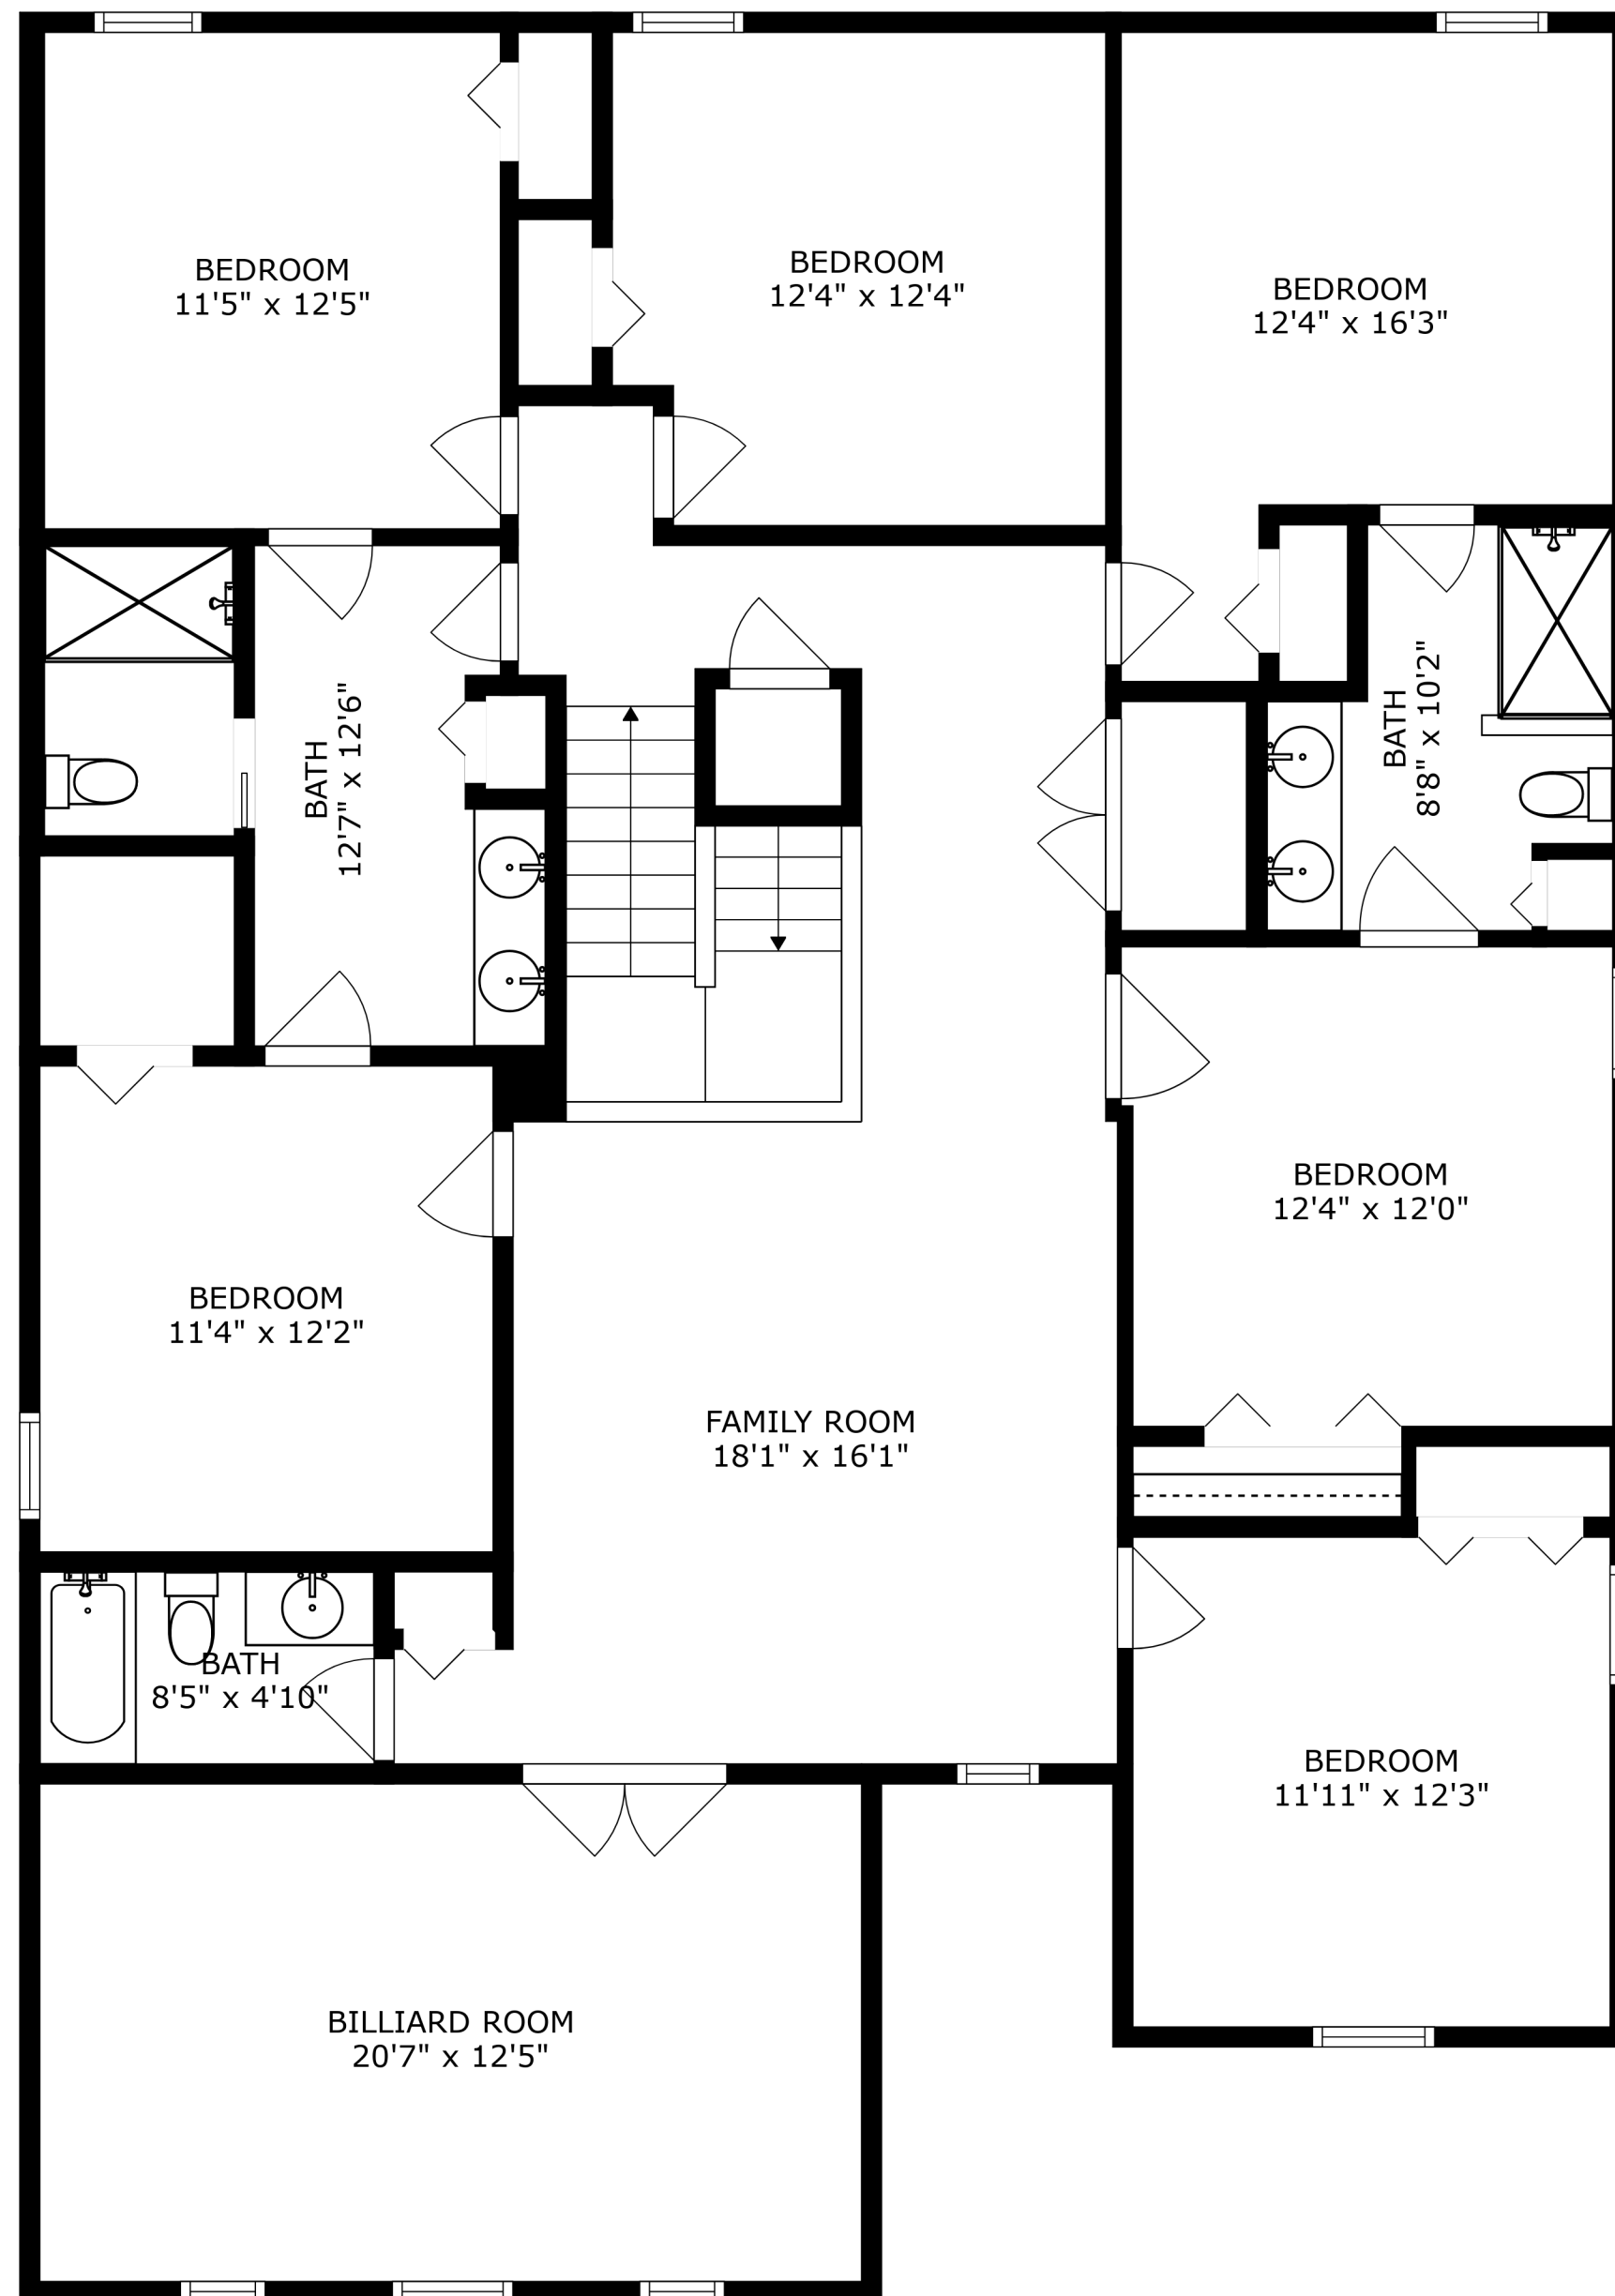 BEDROOM
11'5" x 12'5"
BEDROOM
12'4" x 12'4"
BEDROOM
12'4" x 16'3"
BATH
12'7" x 12'6"
BATH
8'8" x 10'2"
BEDROOM
12'4" x 12'0"
BEDROOM
11'4" x 12'2"
FAMILY ROOM
18'1" x 16'1"
BATH
8'5" x 4'10"
BEDROOM
11'11" x 12'3"
BILLIARD ROOM
20'7" x 12'5"